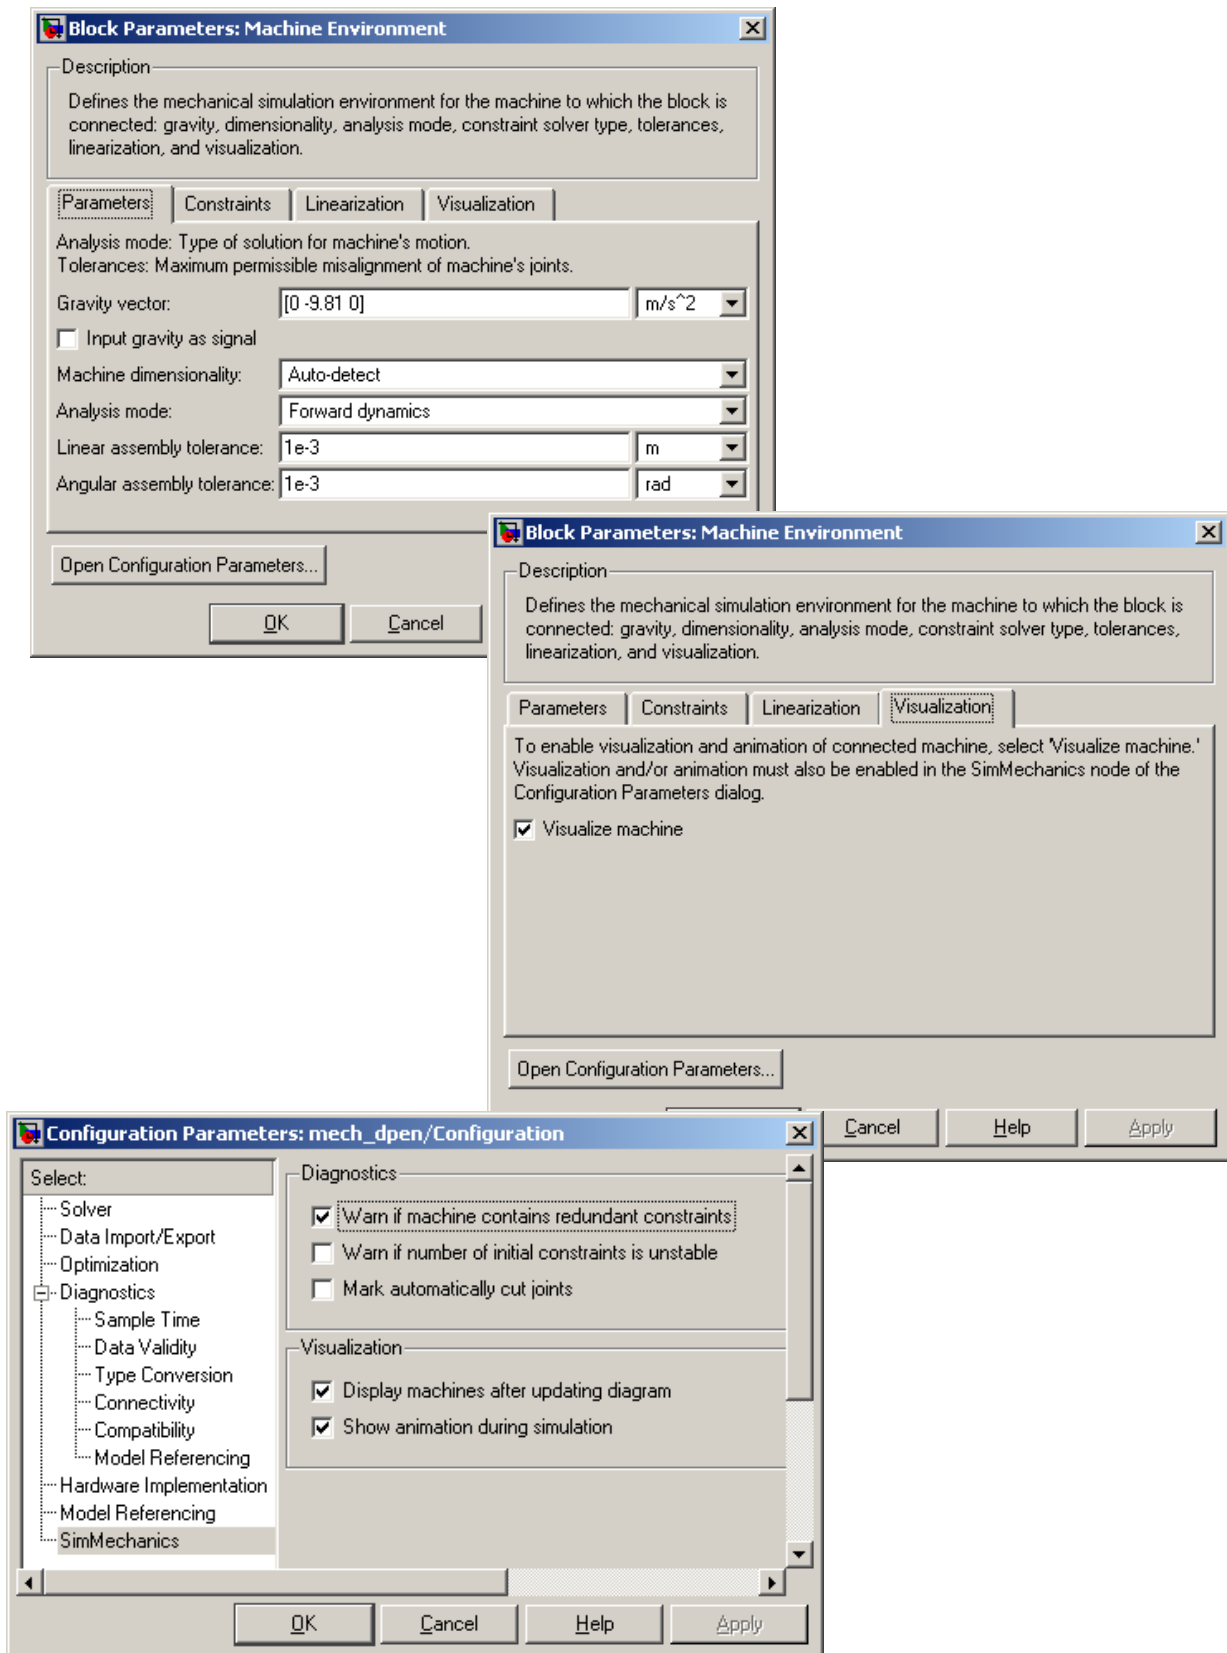 Block Parameters: Machine Environment
Description
Defines the mechanical simulation environment for the machine to which the block is
connected: gravity, dimensionality, analysis mode, constraint solver type, tolerances,
linearization, and visualization.
Parameters Constraints Linearization Visualization
Analysis mode: Type of solution for machine's motion.
Tolerances: Maximum permissible misalignment of machine's joints.
Gravity vector: [0 -9.81 0] m/s^2
Input gravity as signal
Machine dimensionality: Auto-detect
Analysis mode: Forward dynamics
Linear assembly tolerance: 1e-3 m
Angular assembly tolerance: 1e-3 rad
Open Configuration Parameters...
OK Cancel
Block Parameters: Machine Environment
Description
Defines the mechanical simulation environment for the machine to which the block is
connected: gravity, dimensionality, analysis mode, constraint solver type, tolerances,
linearization, and visualization.
Parameters Constraints Linearization Visualization
To enable visualization and animation of connected machine, select 'Visualize machine.'
Visualization and/or animation must also be enabled in the SimMechanics node of the
Configuration Parameters dialog.
Visualize machine
Open Configuration Parameters...
Cancel Help Apply
Configuration Parameters: mech_dpen/Configuration
Select:
Solver
Data Import/Export
Optimization
Diagnostics
Sample Time
Data Validity
Type Conversion
Connectivity
Compatibility
Model Referencing
Hardware Implementation
Model Referencing
SimMechanics
Diagnostics
Warn if machine contains redundant constraints
Warn if number of initial constraints is unstable
Mark automatically cut joints
Visualization
Display machines after updating diagram
Show animation during simulation
OK Cancel Help Apply